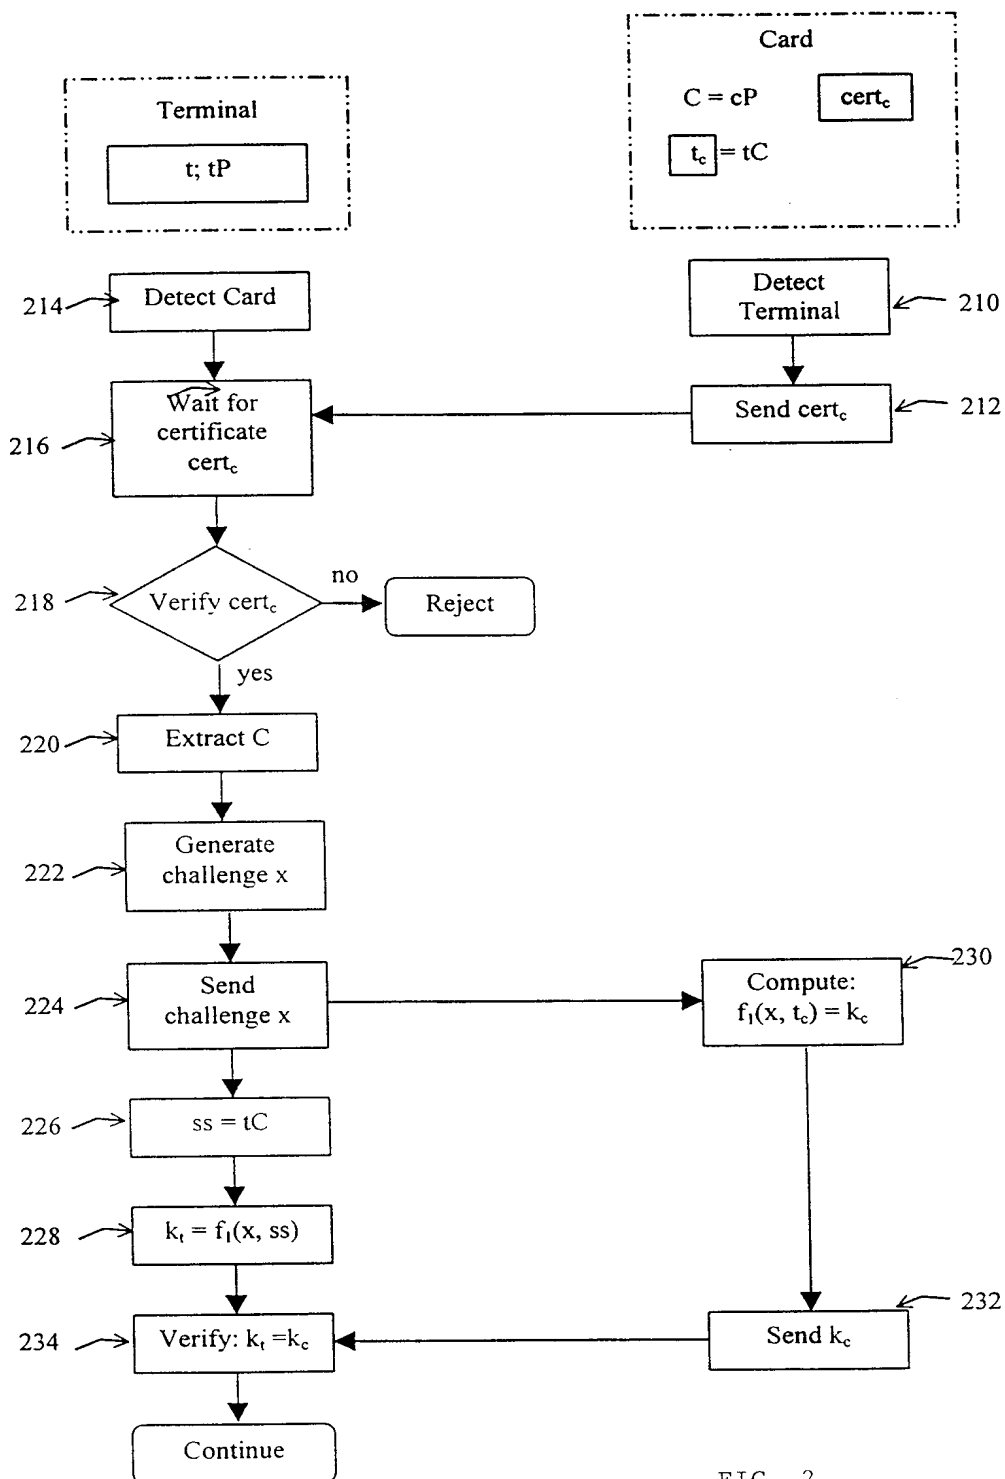 Terminal
t; tP
Card
C = cP
cert_c
t_c = tC
214
Detect Card
Detect
Terminal
210
216
Wait for
certificate
cert_c
Send cert_c
212
218
Verify cert_c
no
Reject
yes
220
Extract C
222
Generate
challenge x
224
Send
challenge x
230
Compute:
f_1(x, t_c) = k_c
226
ss = tC
228
k_t = f_1(x, ss)
234
Verify: k_t =k_c
232
Send k_c
Continue
FIG. 2